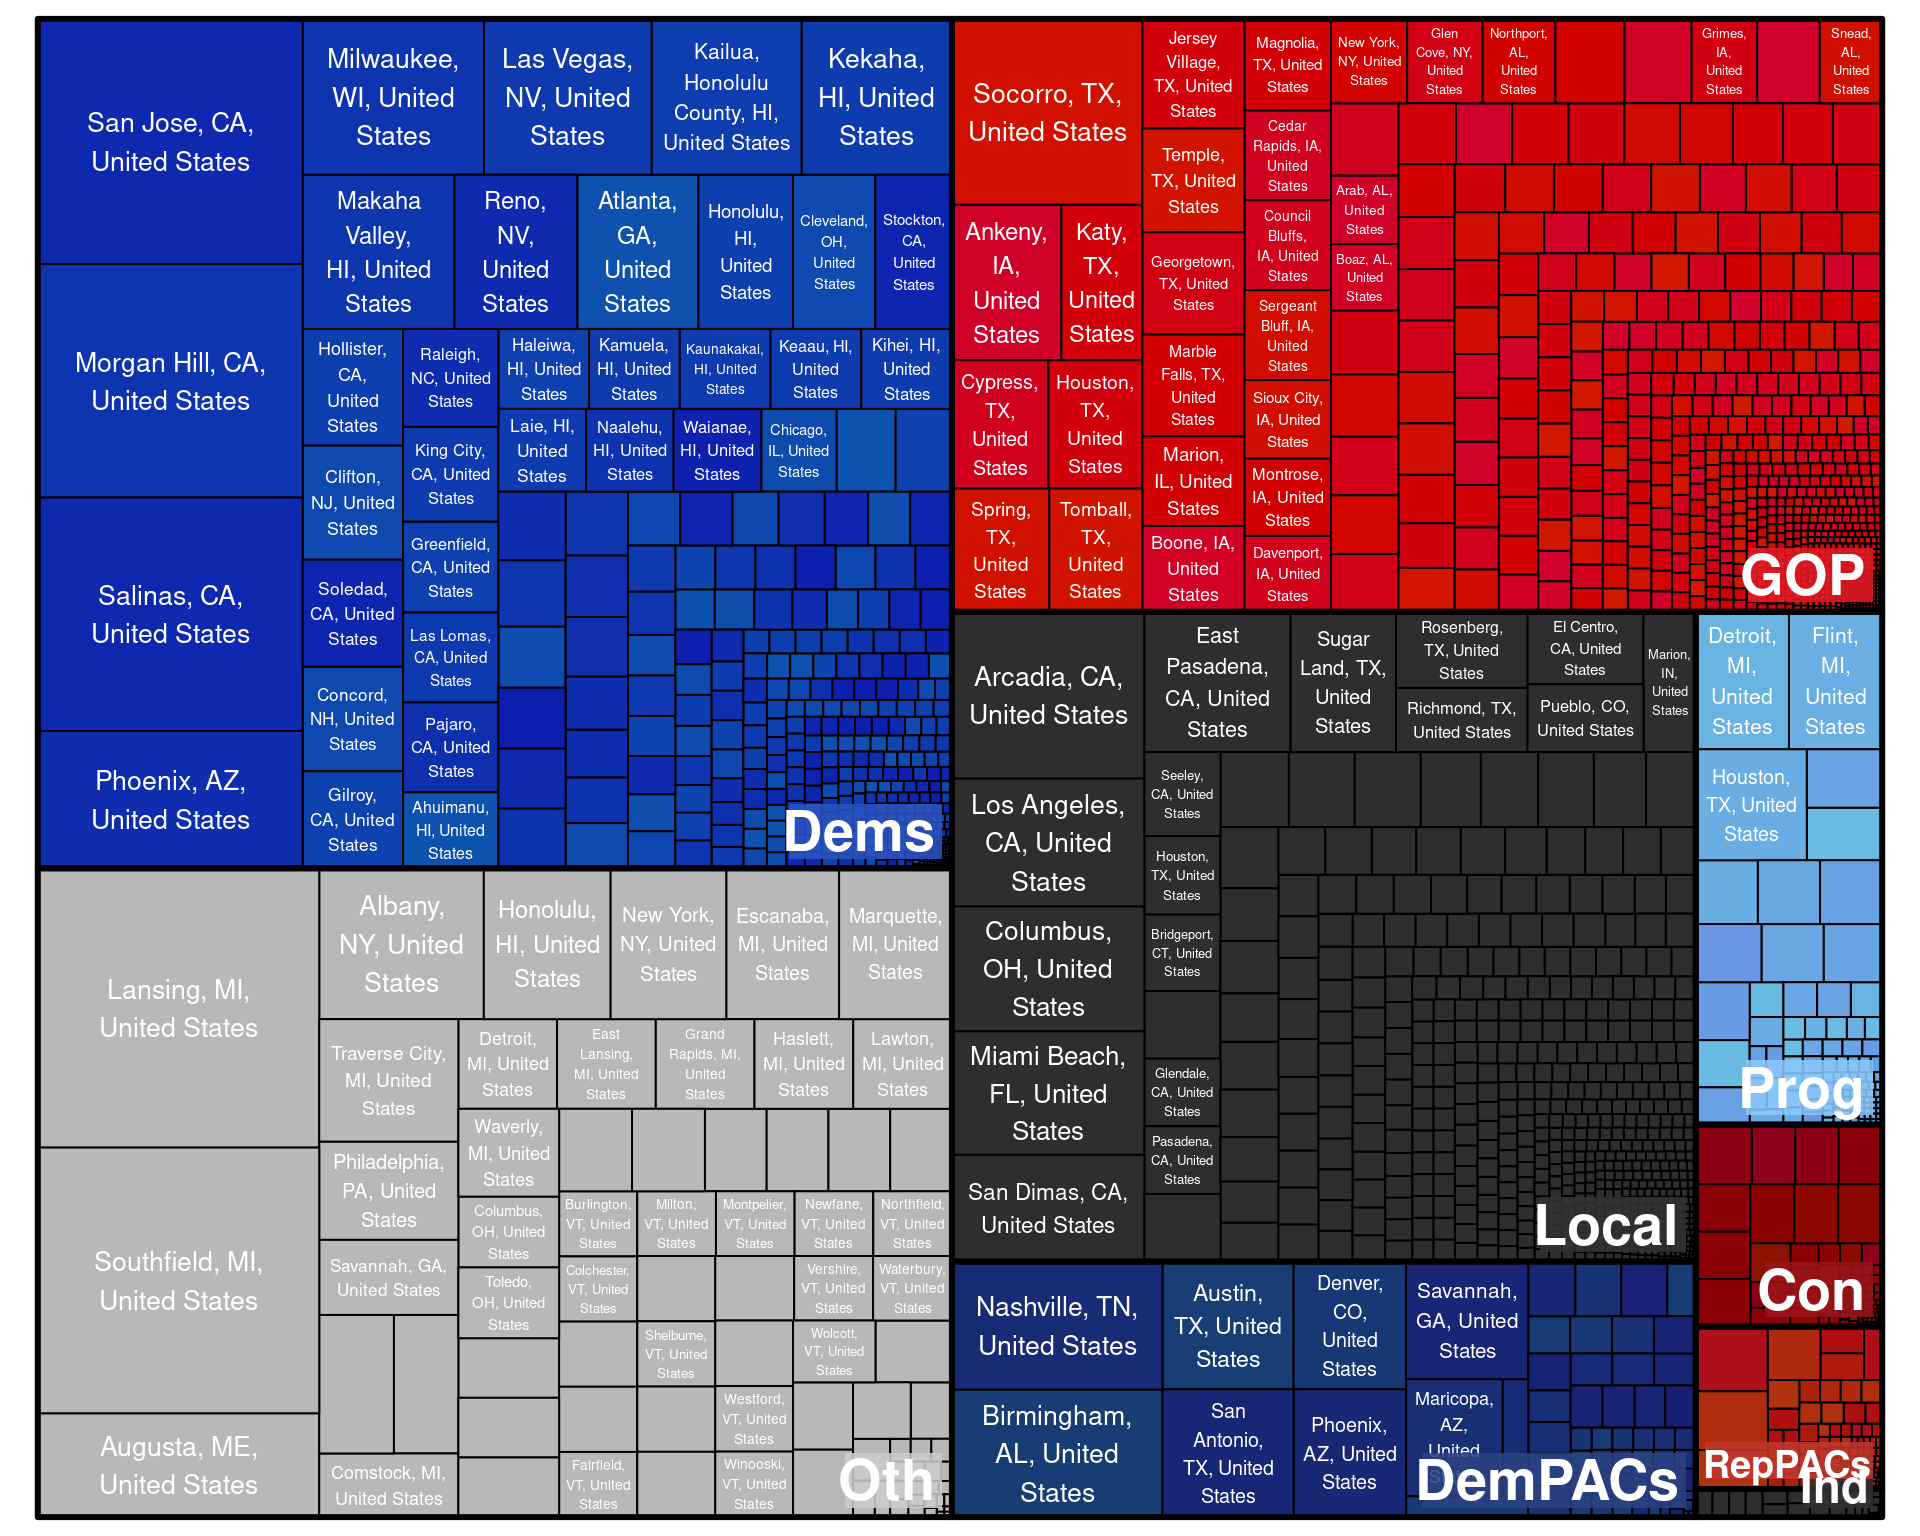 San Jose, CA,
United States
Morgan Hill, CA,
United States
Salinas, CA,
United States
Phoenix, AZ,
United States
Milwaukee,
WI, United
States
Las Vegas,
NV, United
States
Kailua,
Honolulu
County, HI,
United States
Kekaha,
HI, United
States
Makaha
Valley,
HI, United
States
Reno,
NV,
United
States
Atlanta,
GA,
United
States
Honolulu,
HI,
United
States
Cleveland,
OH,
United
States
Stockton,
CA,
United
States
Hollister,
CA,
United
States
Clifton,
NJ, United
States
Soledad,
CA, United
States
Concord,
NH, United
States
Gilroy,
CA, United
States
Raleigh,
NC, United
States
King City,
CA, United
States
Greenfield,
CA, United
States
Las Lomas,
CA, United
States
Pajaro,
CA, United
States
Ahuimanu,
HI, United
States
Haleiwa,
HI, United
States
Kamuela,
HI, United
States
Kaunakakai,
HI, United
States
Keaau, HI,
United
States
Kihei, HI,
United
States
Laie, HI,
United
States
Naalehu,
HI, United
States
Waianae,
HI, United
States
Chicago,
IL, United
States
Dems
Socorro, TX,
United States
Ankeny,
IA,
United
States
Katy,
TX,
United
States
Cypress,
TX,
United
States
Houston,
TX,
United
States
Spring,
TX,
United
States
Tomball,
TX,
United
States
Jersey
Village,
TX, United
States
Temple,
TX, United
States
Georgetown,
TX, United
States
Marble
Falls, TX,
United
States
Marion,
IL, United
States
Boone, IA,
United
States
Magnolia,
TX, United
States
Cedar
Rapids, IA,
United
States
Council
Bluffs,
IA, United
States
Sergeant
Bluff, IA,
United
States
Sioux City,
IA, United
States
Montrose,
IA, United
States
Davenport,
IA, United
States
New York,
NY, United
States
Glen
Cove, NY,
United
States
Northport,
AL,
United
States
Grimes,
IA,
United
States
Snead,
AL,
United
States
Arab, AL,
United
States
Boaz, AL,
United
States
GOP
Lansing, MI,
United States
Southfield, MI,
United States
Augusta, ME,
United States
Albany,
NY, United
States
Honolulu,
HI, United
States
New York,
NY, United
States
Escanaba,
MI, United
States
Marquette,
MI, United
States
Traverse City,
MI, United
States
Philadelphia,
PA, United
States
Savannah, GA,
United States
Comstock, MI,
United States
Detroit,
MI, United
States
East
Lansing,
MI, United
States
Grand
Rapids, MI,
United
States
Haslett,
MI, United
States
Lawton,
MI, United
States
Waverly,
MI, United
States
Columbus,
OH, United
States
Toledo,
OH, United
States
Burlington,
VT, United
States
Milton,
VT, United
States
Montpelier,
VT, United
States
Newfane,
VT, United
States
Northfield,
VT, United
States
Colchester,
VT, United
States
Vershire,
VT, United
States
Waterbury,
VT, United
States
Shelburne,
VT, United
States
Wolcott,
VT, United
States
Westford,
VT, United
States
Fairfield,
VT, United
States
Winooski,
VT, United
States
Oth
Arcadia, CA,
United States
Los Angeles,
CA, United
States
Columbus,
OH, United
States
Miami Beach,
FL, United
States
San Dimas, CA,
United States
East
Pasadena,
CA, United
States
Sugar
Land, TX,
United
States
Rosenberg,
TX, United
States
Richmond, TX,
United States
El Centro,
CA, United
States
Pueblo, CO,
United States
Marion,
IN,
United
States
Seeley,
CA, United
States
Houston,
TX, United
States
Bridgeport,
CT, United
States
Glendale,
CA, United
States
Pasadena,
CA, United
States
Local
Detroit,
MI,
United
States
Flint,
MI,
United
States
Houston,
TX, United
States
Prog
Con
RepPACs
Ind
Nashville, TN,
United States
Birmingham,
AL, United
States
Austin,
TX, United
States
San
Antonio,
TX, United
States
Denver,
CO,
United
States
Phoenix,
AZ, United
States
Savannah,
GA, United
States
Maricopa,
AZ,
United
DemPACs